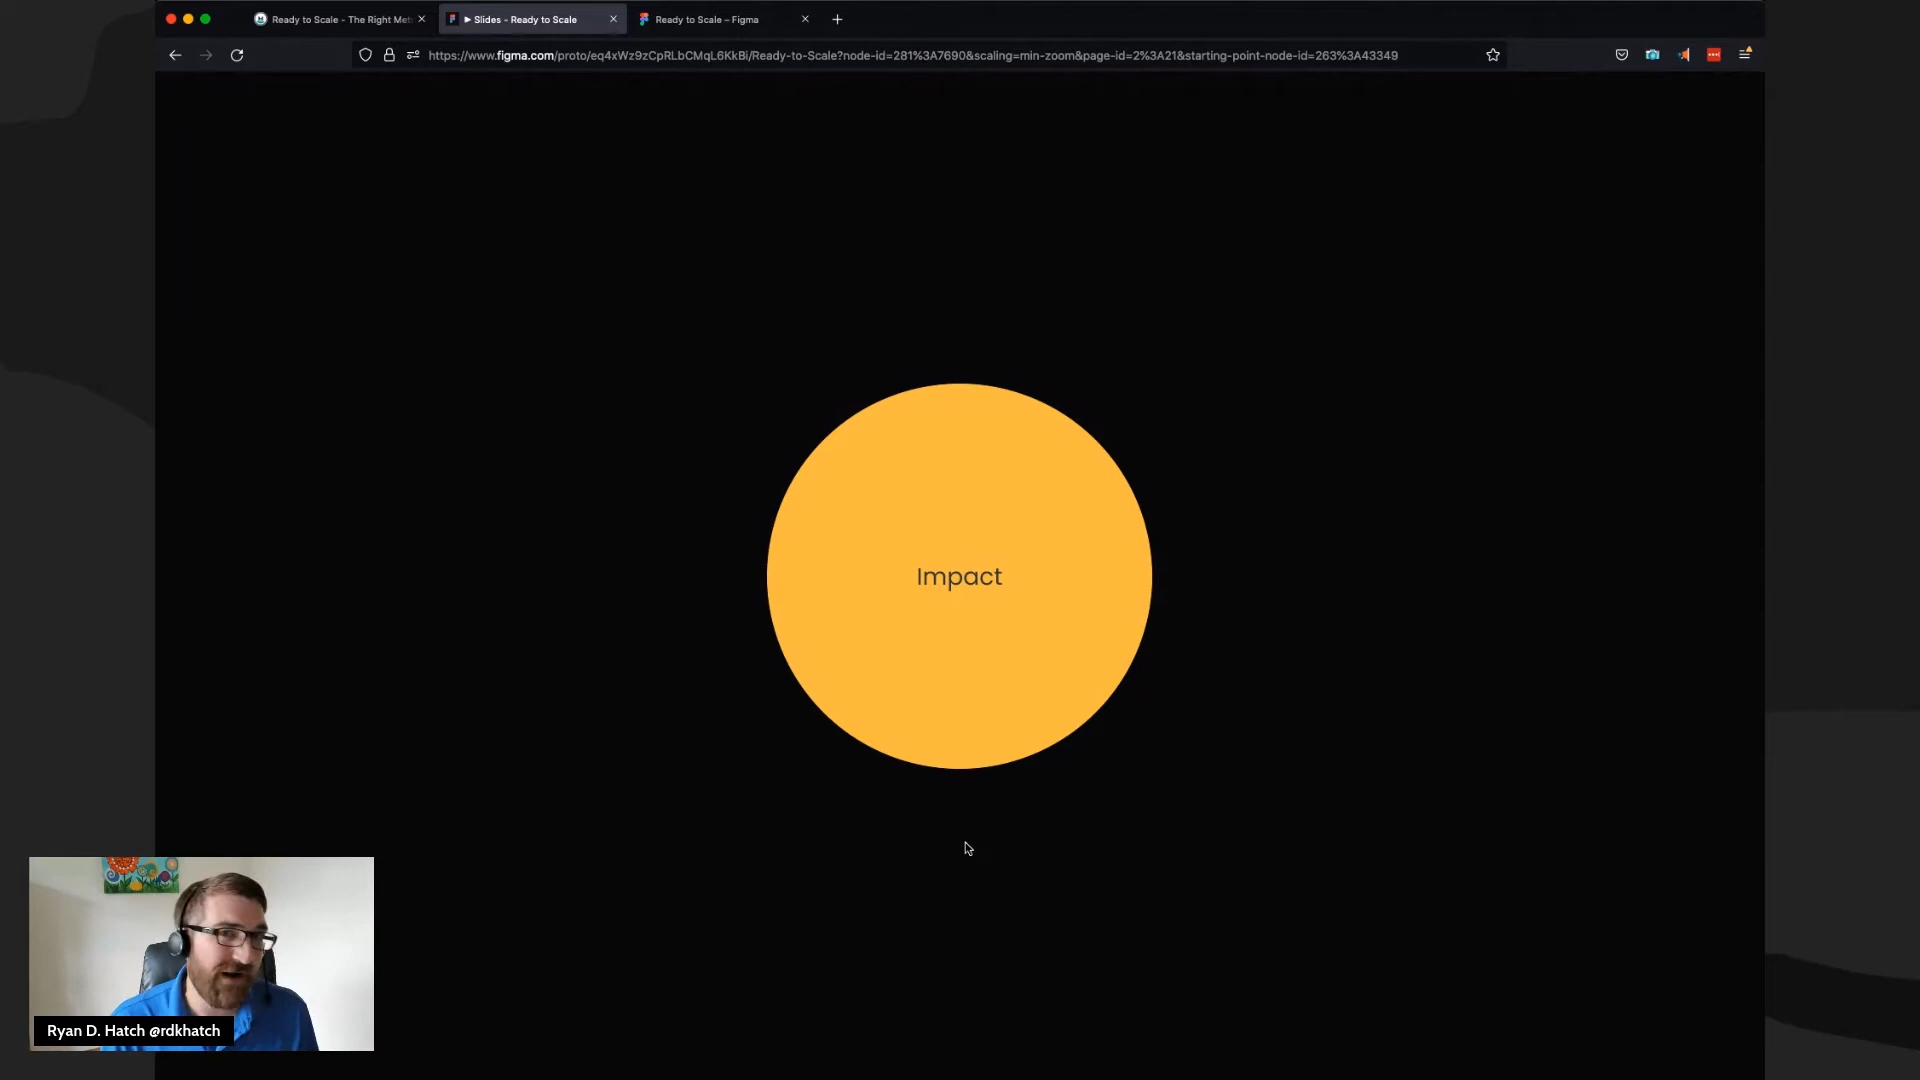 Ready to Scale - The Right Met
Slides - Ready to Scale
Ready to Scale – Figma
https://www.figma.com/proto/eq4xWz9zCpRLbCMqL6KkBi/Ready-to-Scale?node-id=281%3A7690&scaling=min-zoom&page-id=2%3A21&starting-point-node-id=263%3A43349
Impact
Ryan D. Hatch @rdkhatch